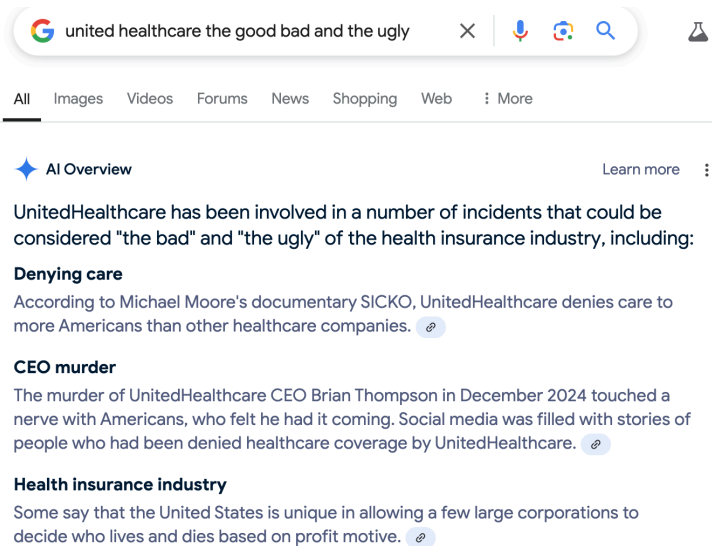 united healthcare the good bad and the ugly
All Images Videos Forums News Shopping Web More
AI Overview Learn more
UnitedHealthcare has been involved in a number of incidents that could be
considered "the bad" and "the ugly" of the health insurance industry, including:
Denying care
According to Michael Moore's documentary SICKO, UnitedHealthcare denies care to
more Americans than other healthcare companies.
CEO murder
The murder of UnitedHealthcare CEO Brian Thompson in December 2024 touched a
nerve with Americans, who felt he had it coming. Social media was filled with stories of
people who had been denied healthcare coverage by UnitedHealthcare.
Health insurance industry
Some say that the United States is unique in allowing a few large corporations to
decide who lives and dies based on profit motive.